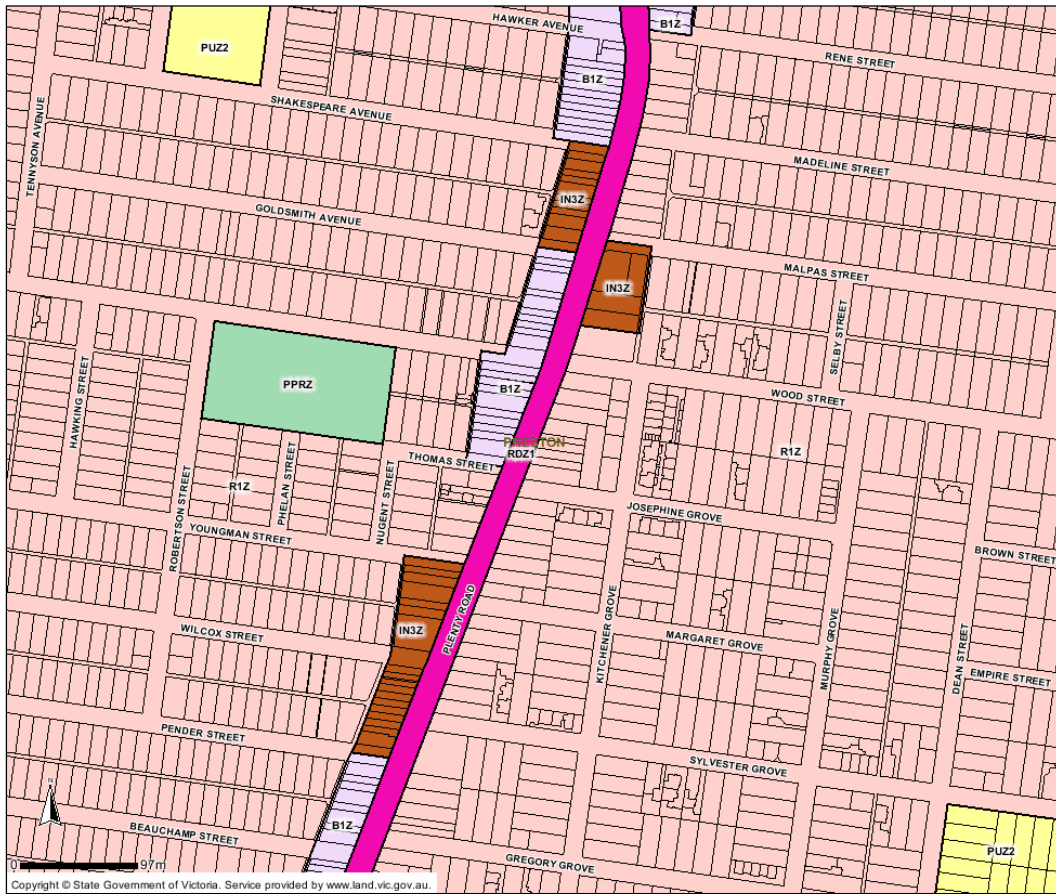 HAWKER AVENUE
B1Z
PUZ2
RENE STREET
B1Z
SHAKESPEARE AVENUE
TENNYSON AVENUE
MADELINE STREET
IN3Z
GOLDSMITH AVENUE
MALPAS STREET
IN3Z
SELBY STREET
HAWKING STREET
PPRZ
B1Z
WOOD STREET
PRESTON
RDZ1
R1Z
THOMAS STREET
R1Z
PHELAN STREET
NUGENT STREET
ROBERTSON STREET
JOSEPHINE GROVE
YOUNGMAN STREET
BROWN STREET
PLENTY ROAD
KITCHENER GROVE
IN3Z
WILCOX STREET
MARGARET GROVE
MURPHY GROVE
DEAN STREET
EMPIRE STREET
PENDER STREET
SYLVESTER GROVE
N
B1Z
BEAUCHAMP STREET
PUZ2
GREGORY GROVE
0 97m
Copyright © State Government of Victoria. Service provided by www.land.vic.gov.au.